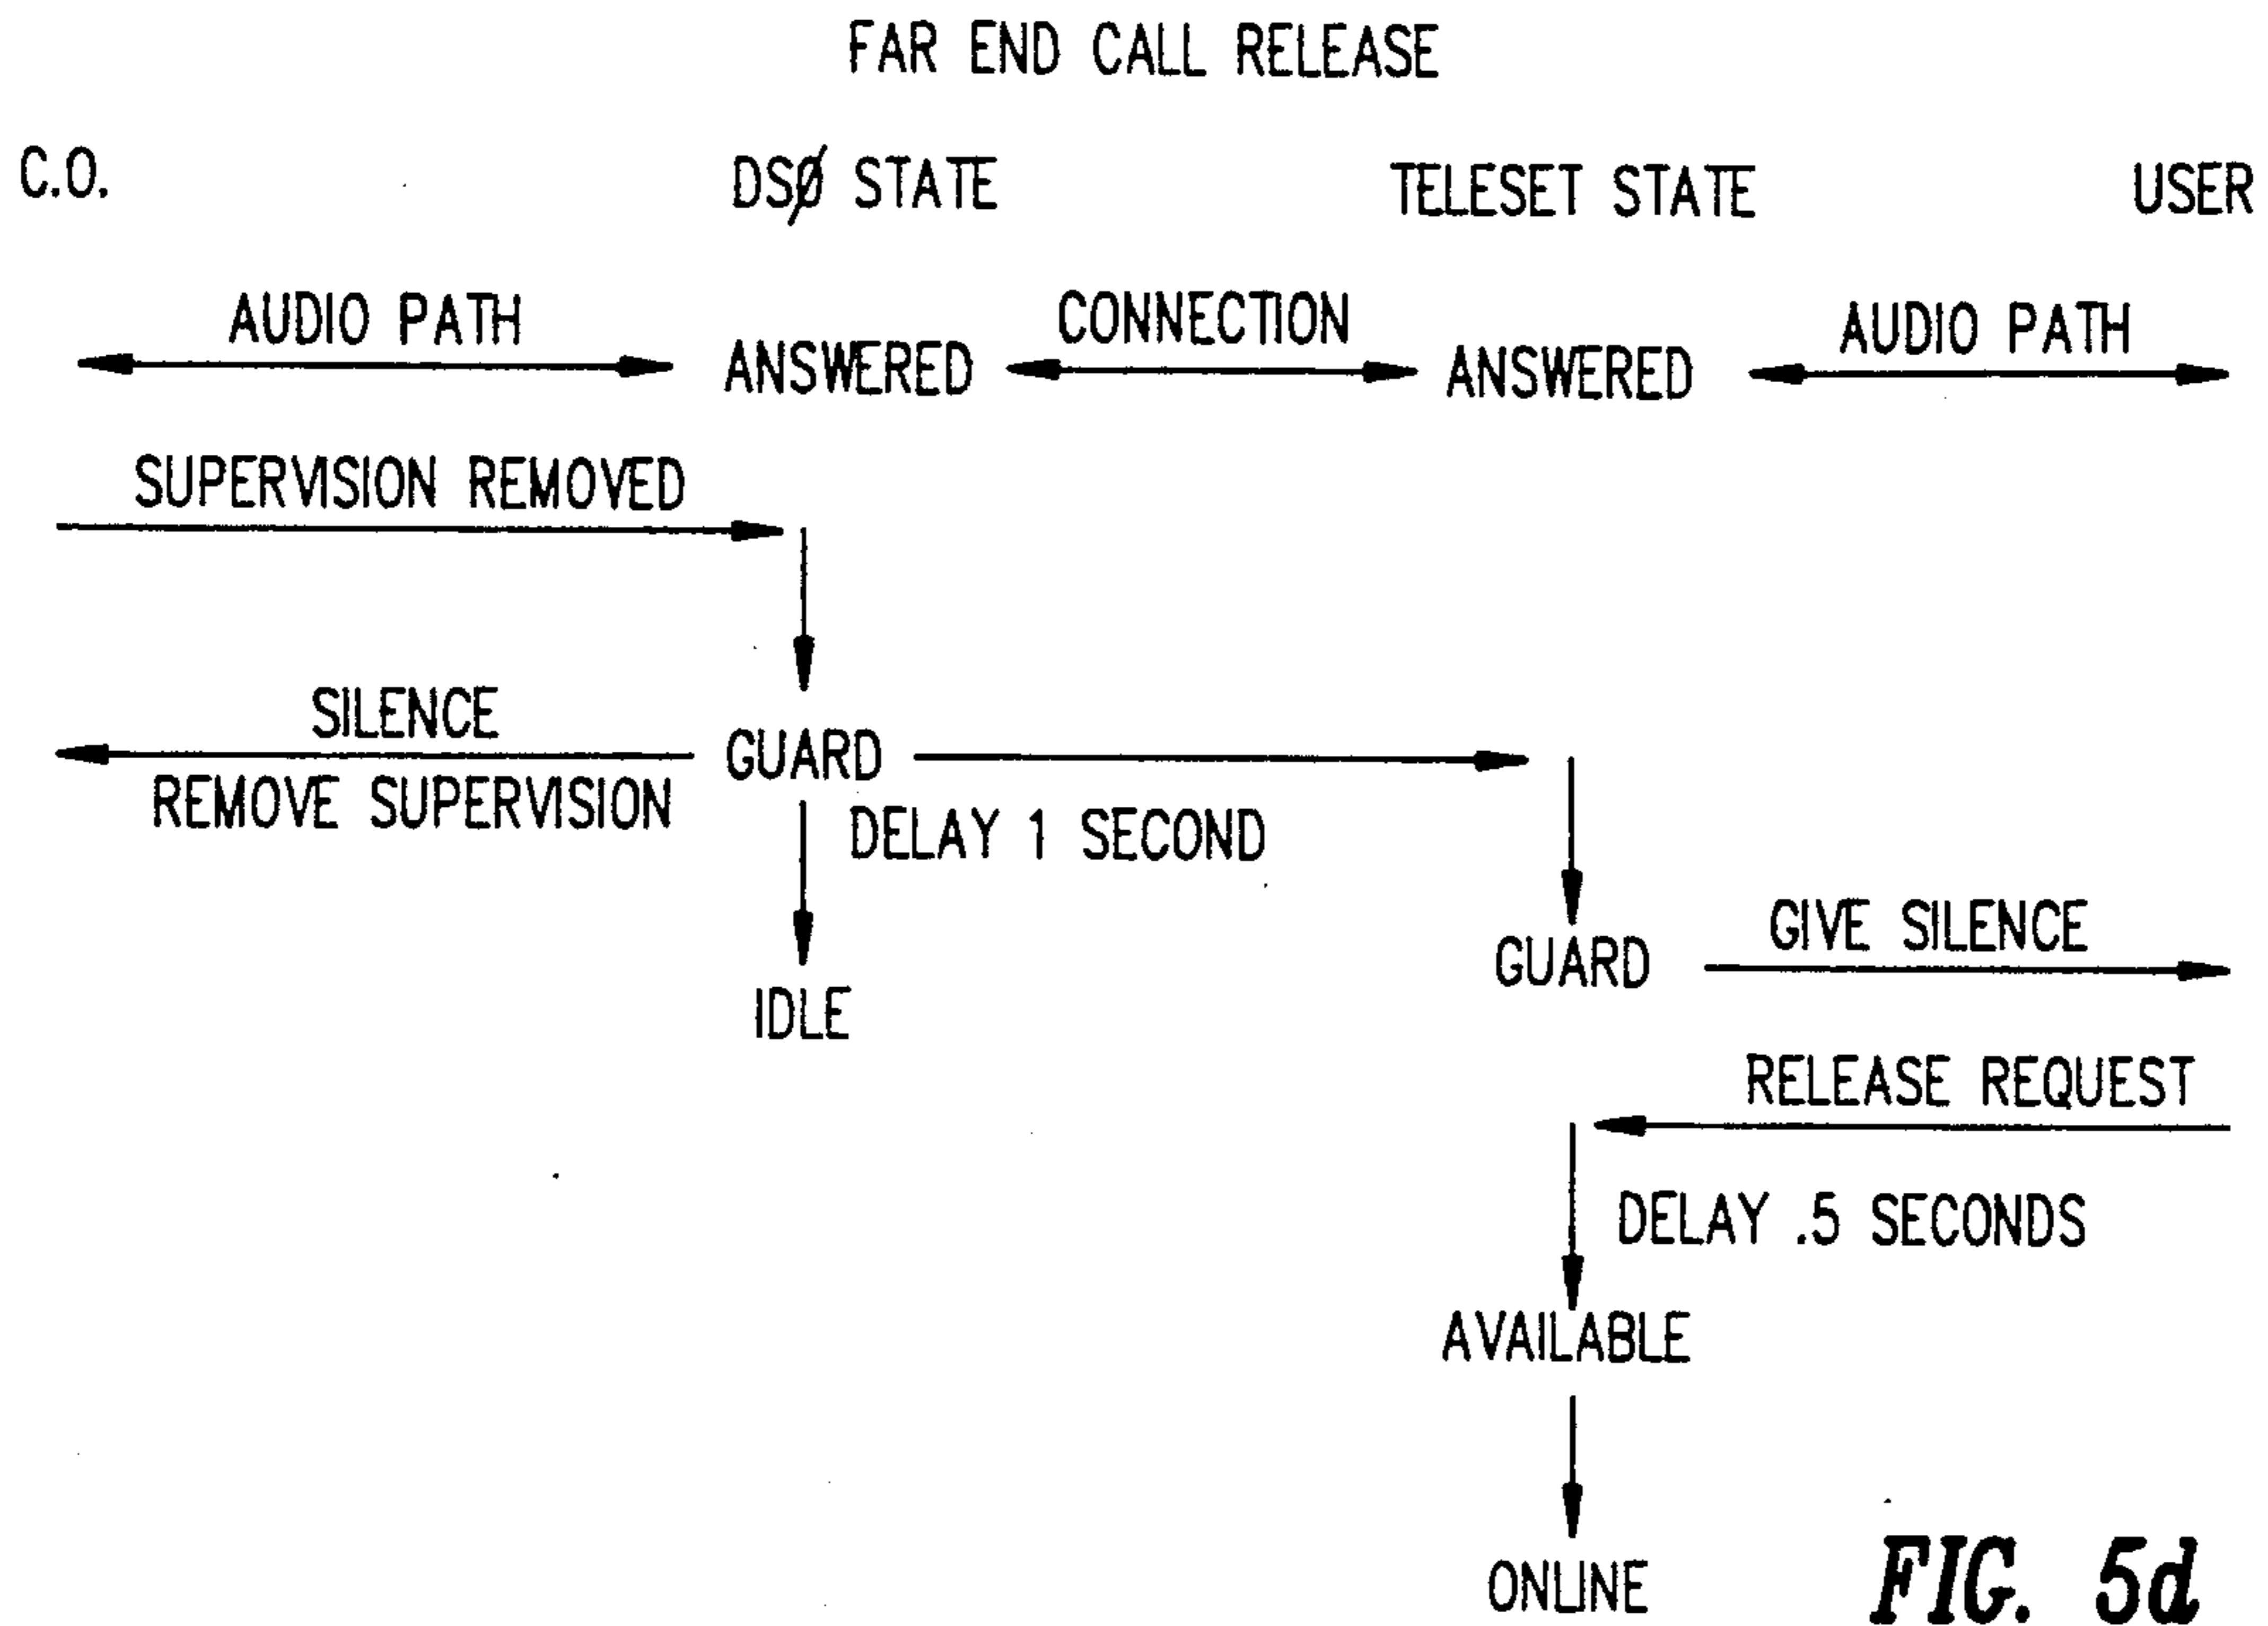 FAR END CALL RELEASE
C.O.
DSØ STATE
TELESET STATE
USER
AUDIO PATH
ANSWERED
CONNECTION
ANSWERED
AUDIO PATH
SUPERVISION REMOVED
SILENCE
REMOVE SUPERVISION
GUARD
DELAY 1 SECOND
IDLE
GUARD
GIVE SILENCE
RELEASE REQUEST
DELAY .5 SECONDS
AVAILABLE
ONLINE
FIG. 5d